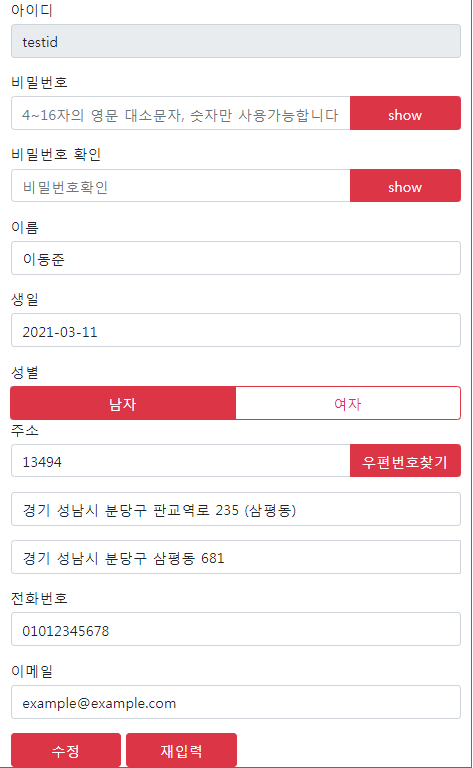 아이디
testid
비밀번호
4~16자의 영문 대소문자, 숫자만 사용가능합니다
show
비밀번호 확인
비밀번호확인
show
이름
이동준
생일
2021-03-11
성별
남자
여자
주소
13494
우편번호찾기
경기 성남시 분당구 판교역로 235 (삼평동)
경기 성남시 분당구 삼평동 681
전화번호
01012345678
이메일
example@example.com
수정
재입력